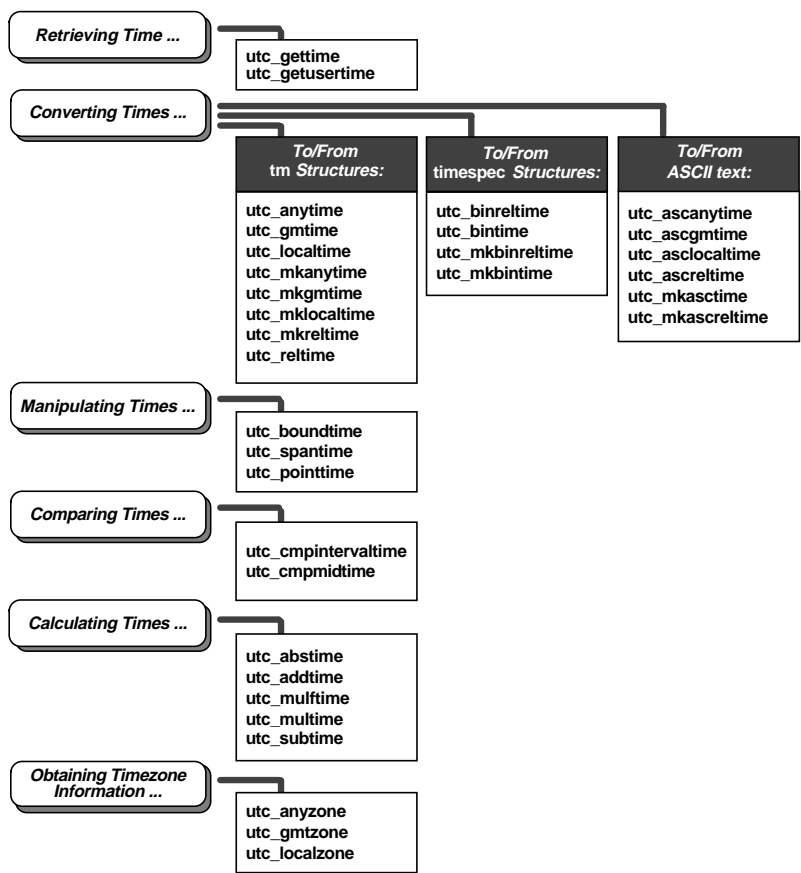 Retrieving Time ...
utc_gettime
utc_getusertime
Converting Times ...
To/From
tm Structures:
utc_anytime
utc_gmtime
utc_localtime
utc_mkanytime
utc_mkgmtime
utc_mklocaltime
utc_mkreltime
utc_reltime
To/From
timespec Structures:
utc_binreltime
utc_bintime
utc_mkbinreltime
utc_mkbintime
To/From
ASCII text:
utc_ascanytime
utc_ascgmtime
utc_asclocaltime
utc_ascreltime
utc_mkasctime
utc_mkascreltime
Manipulating Times ...
utc_boundtime
utc_spantime
utc_pointtime
Comparing Times ...
utc_cmpintervaltime
utc_cmpmidtime
Calculating Times ...
utc_abstime
utc_addtime
utc_mulftime
utc_multime
utc_subtime
Obtaining Timezone
Information ...
utc_anyzone
utc_gmtzone
utc_localzone